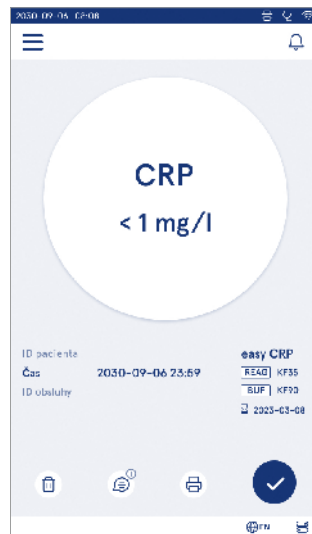 2030-09-06 02:08
CRP
< 1 mg/l
ID pacienta
Čas 2030-09-06 23:59
ID obsluhy
easy CRP
READ KF35
BUF KF90
2023-03-08
EN